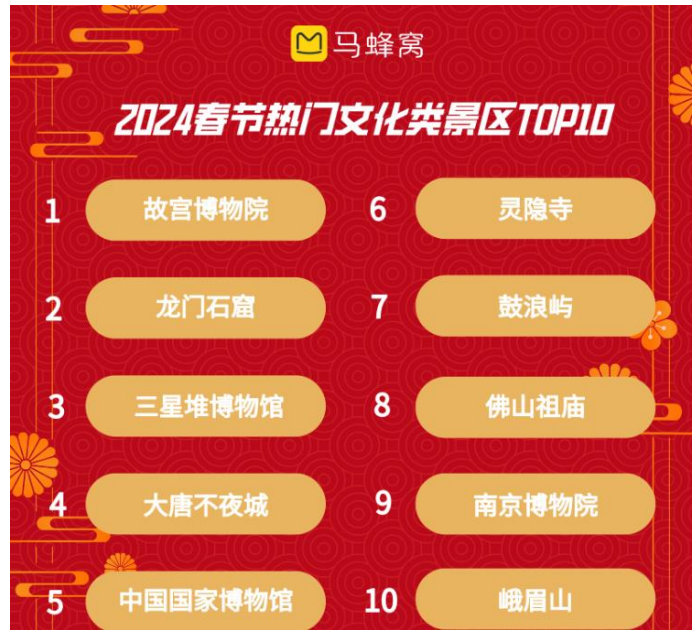 马蜂窝
2024春节热门文化类景区TOP10
1 故宫博物院
2 龙门石窟
3 三星堆博物馆
4 大唐不夜城
5 中国国家博物馆
6 灵隐寺
7 鼓浪屿
8 佛山祖庙
9 南京博物院
10 峨眉山